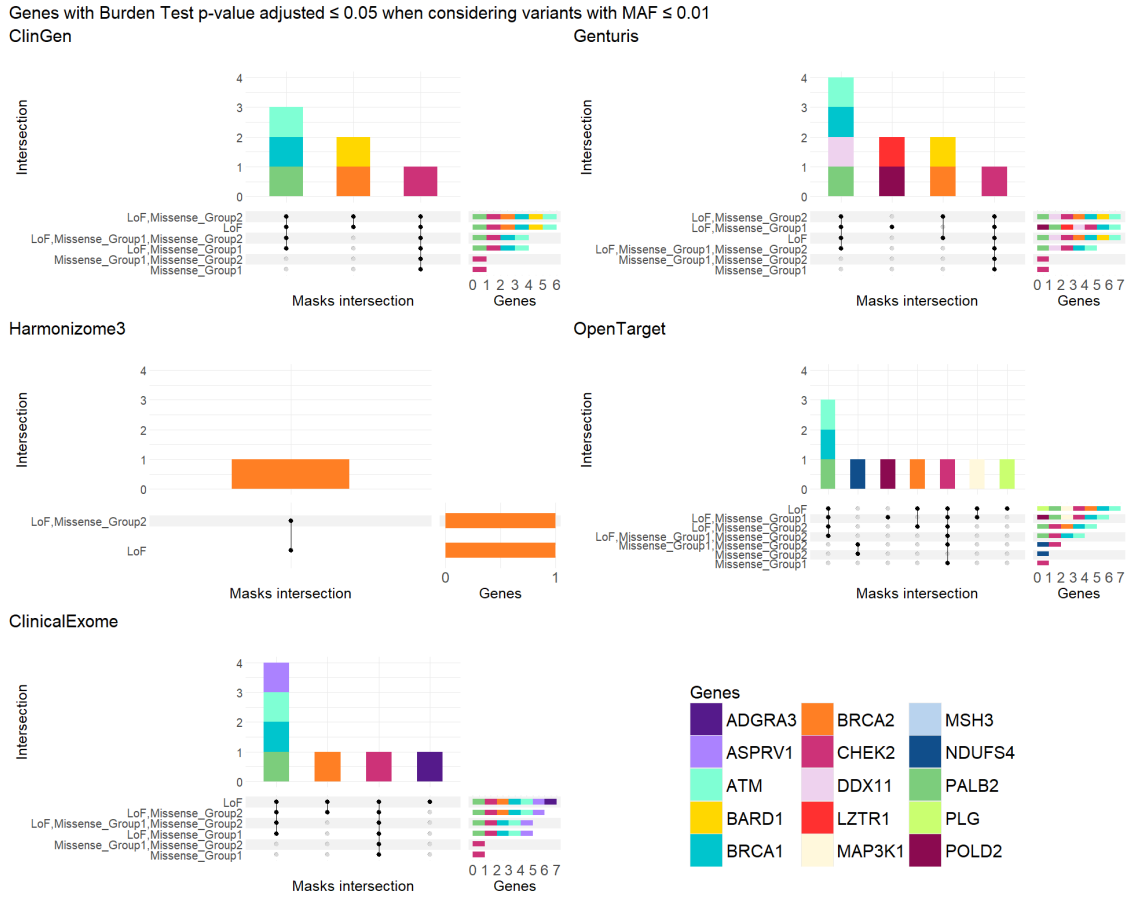 Genes with Burden Test p-value adjusted ≤ 0.05 when considering variants with MAF ≤ 0.01
ClinGen
Intersection
4
3
2
1
0
LoF,Missense_Group2
LoF
LoF,Missense_Group1,Missense_Group2
LoF,Missense_Group1
Missense_Group1,Missense_Group2
Missense_Group1
0 1 2 3 4 5 6
Masks intersection
Genes
Genturis
Intersection
4
3
2
1
0
LoF,Missense_Group2
LoF,Missense_Group1
LoF
LoF,Missense_Group1,Missense_Group2
Missense_Group1,Missense_Group2
Missense_Group1
0 1 2 3 4 5 6 7
Masks intersection
Genes
Harmonizome3
Intersection
4
3
2
1
0
LoF,Missense_Group2
LoF
0 1
Masks intersection
Genes
OpenTarget
Intersection
4
3
2
1
0
LoF
LoF,Missense_Group1
LoF,Missense_Group2
LoF,Missense_Group1,Missense_Group2
Missense_Group1,Missense_Group2
Missense_Group2
Missense_Group1
0 1 2 3 4 5 6 7
Masks intersection
Genes
ClinicalExome
Intersection
4
3
2
1
0
LoF
LoF,Missense_Group2
LoF,Missense_Group1,Missense_Group2
LoF,Missense_Group1
Missense_Group1,Missense_Group2
Missense_Group1
0 1 2 3 4 5 6 7
Masks intersection
Genes
Genes
ADGRA3 BRCA2 MSH3
ASPRV1 CHEK2 NDUFS4
ATM DDX11 PALB2
BARD1 LZTR1 PLG
BRCA1 MAP3K1 POLD2